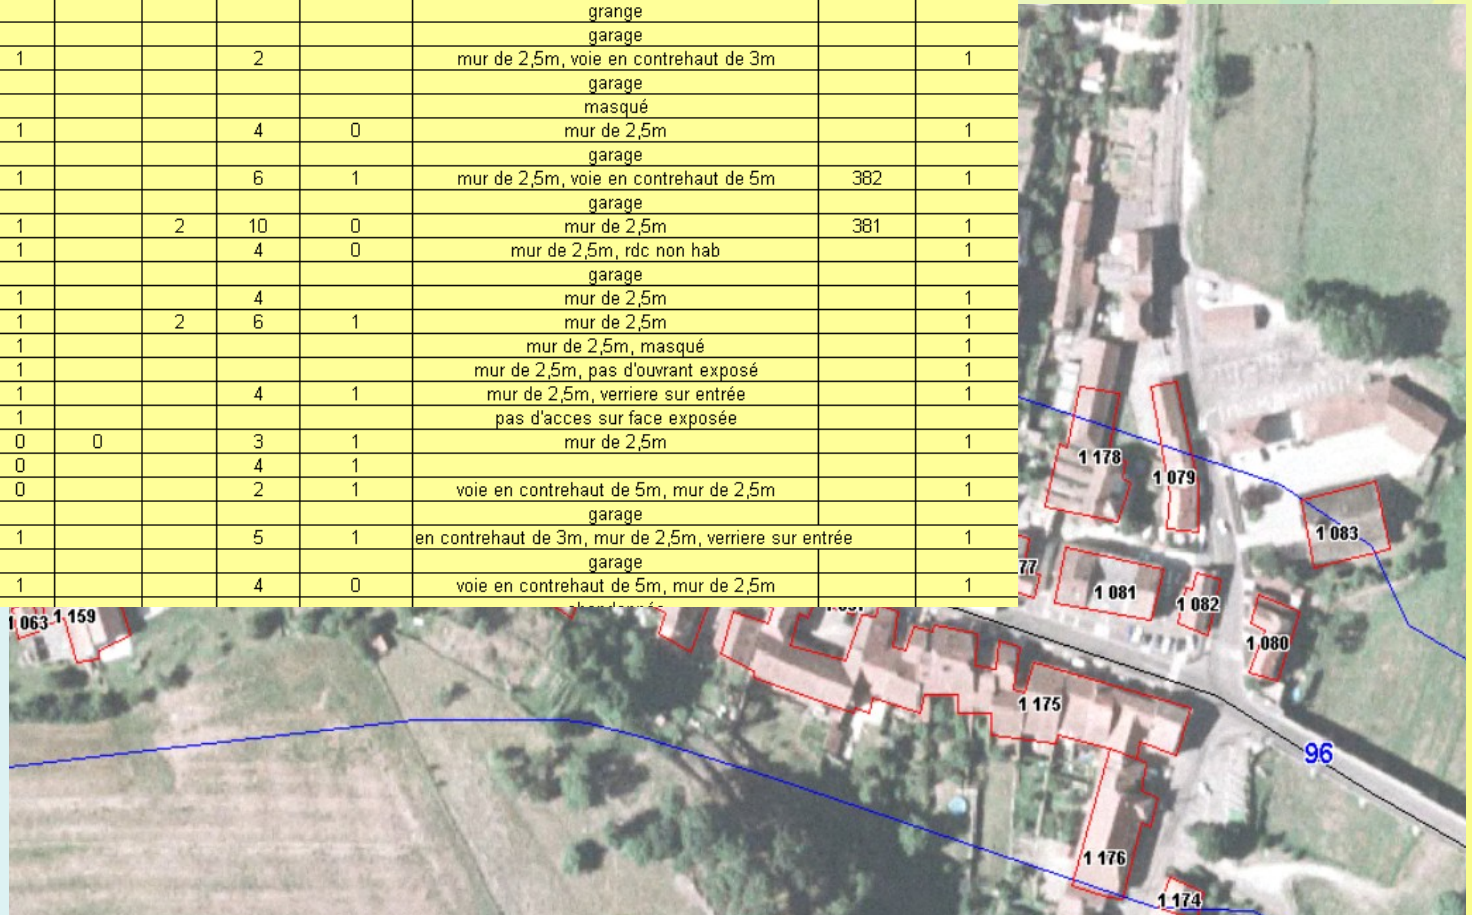 grange
garage
1 2 mur de 2,5m, voie en contrehaut de 3m 1
garage
masqué
1 4 0 mur de 2,5m 1
garage
1 6 1 mur de 2,5m, voie en contrehaut de 5m 382 1
garage
1 2 10 0 mur de 2,5m 381 1
1 4 0 mur de 2,5m, rdc non hab 1
garage
1 4 mur de 2,5m 1
1 2 6 1 mur de 2,5m 1
1 mur de 2,5m, masqué 1
1 mur de 2,5m, pas d'ouvrant exposé 1
1 4 1 mur de 2,5m, verriere sur entrée 1
1 pas d'acces sur face exposée
0 0 3 1 mur de 2,5m 1
0 4 1
0 2 1 voie en contrehaut de 5m, mur de 2,5m 1
garage
1 5 1 en contrehaut de 3m, mur de 2,5m, verriere sur entrée 1
garage
1 4 0 voie en contrehaut de 5m, mur de 2,5m 1
1 178
1 079
1 083
77
1 081
1 082
1 080
1 063
1 159
1 175
96
1 176
1 174